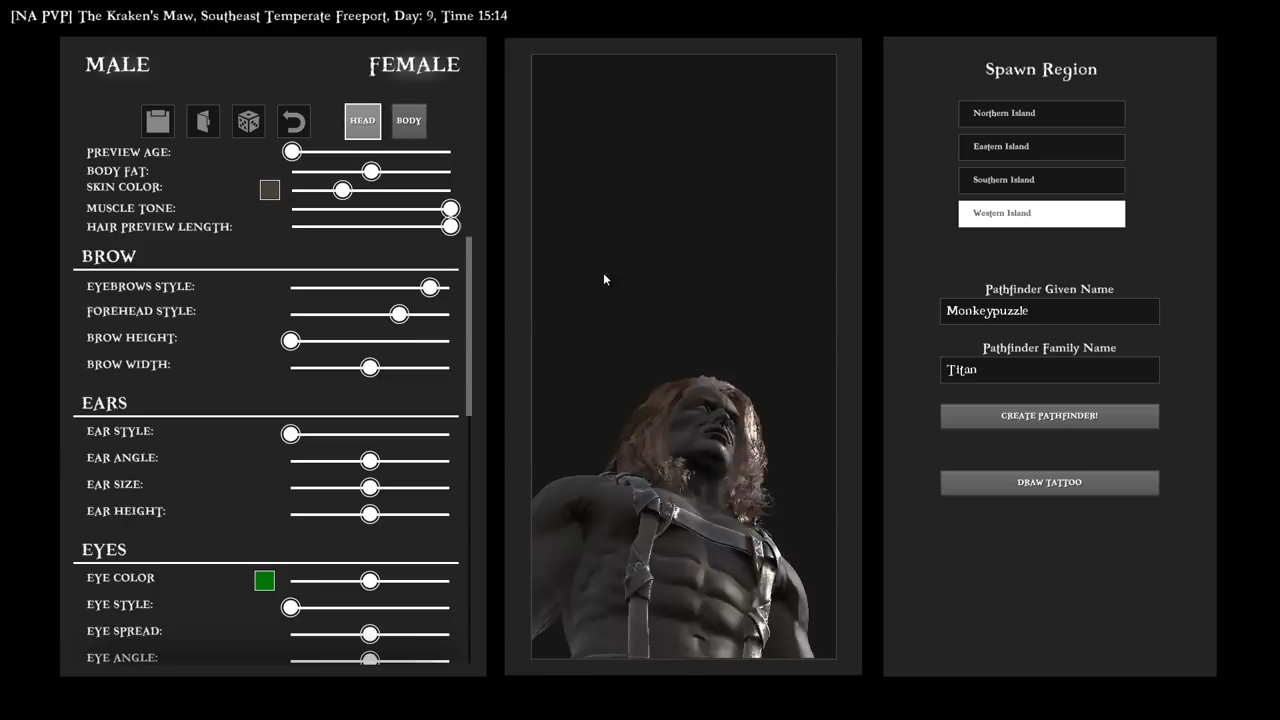 [NA PVP] The Kraken's Maw, Southeast Temperate Freeport, Day: 9, Time 15:14
MALE
FEMALE
HEAD
BODY
PREVIEW AGE:
BODY FAT:
SKIN COLOR:
MUSCLE TONE:
HAIR PREVIEW LENGTH:
BROW
EYEBROWS STYLE:
FOREHEAD STYLE:
BROW HEIGHT:
BROW WIDTH:
EARS
EAR STYLE:
EAR ANGLE:
EAR SIZE:
EAR HEIGHT:
EYES
EYE COLOR
EYE STYLE:
EYE SPREAD:
EYE ANGLE:
Spawn Region
Northern Island
Eastern Island
Southern Island
Western Island
Pathfinder Given Name
Monkeypuzzle
Pathfinder Family Name
Titan
CREATE PATHFINDER!
DRAW TATTOO